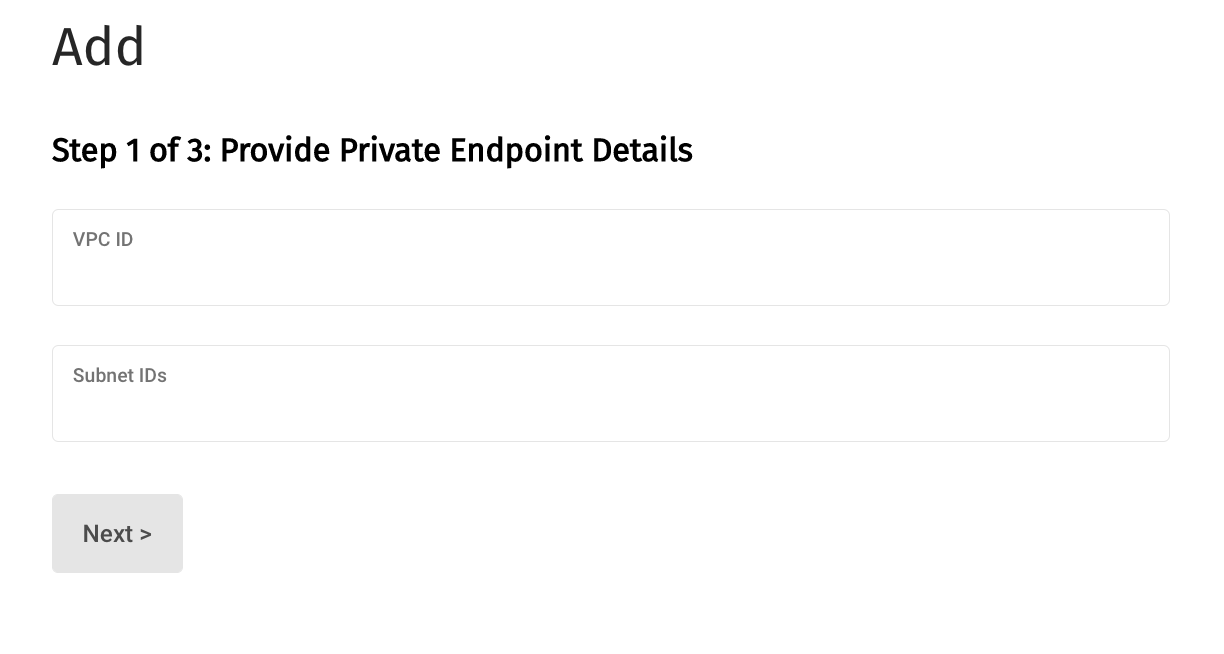 Add
Step 1 of 3: Provide Private Endpoint Details
VPC ID
Subnet IDs
Next >